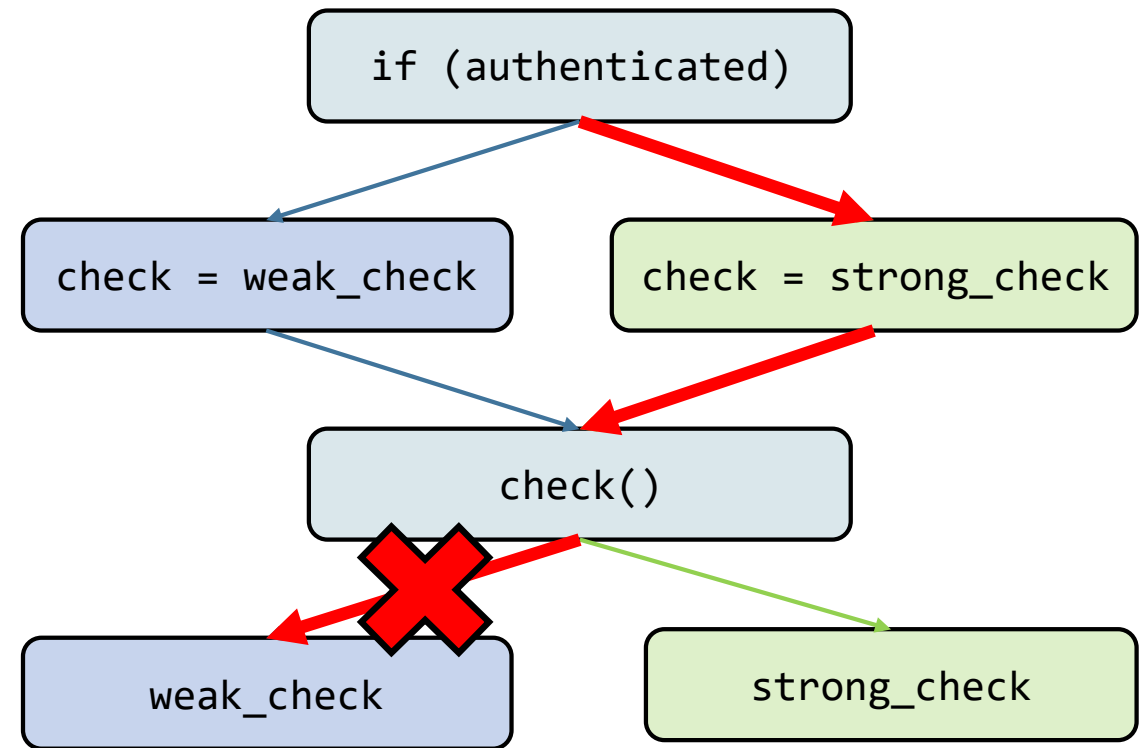 if (authenticated)
check = weak_check
check = strong_check
check()
weak_check
strong_check